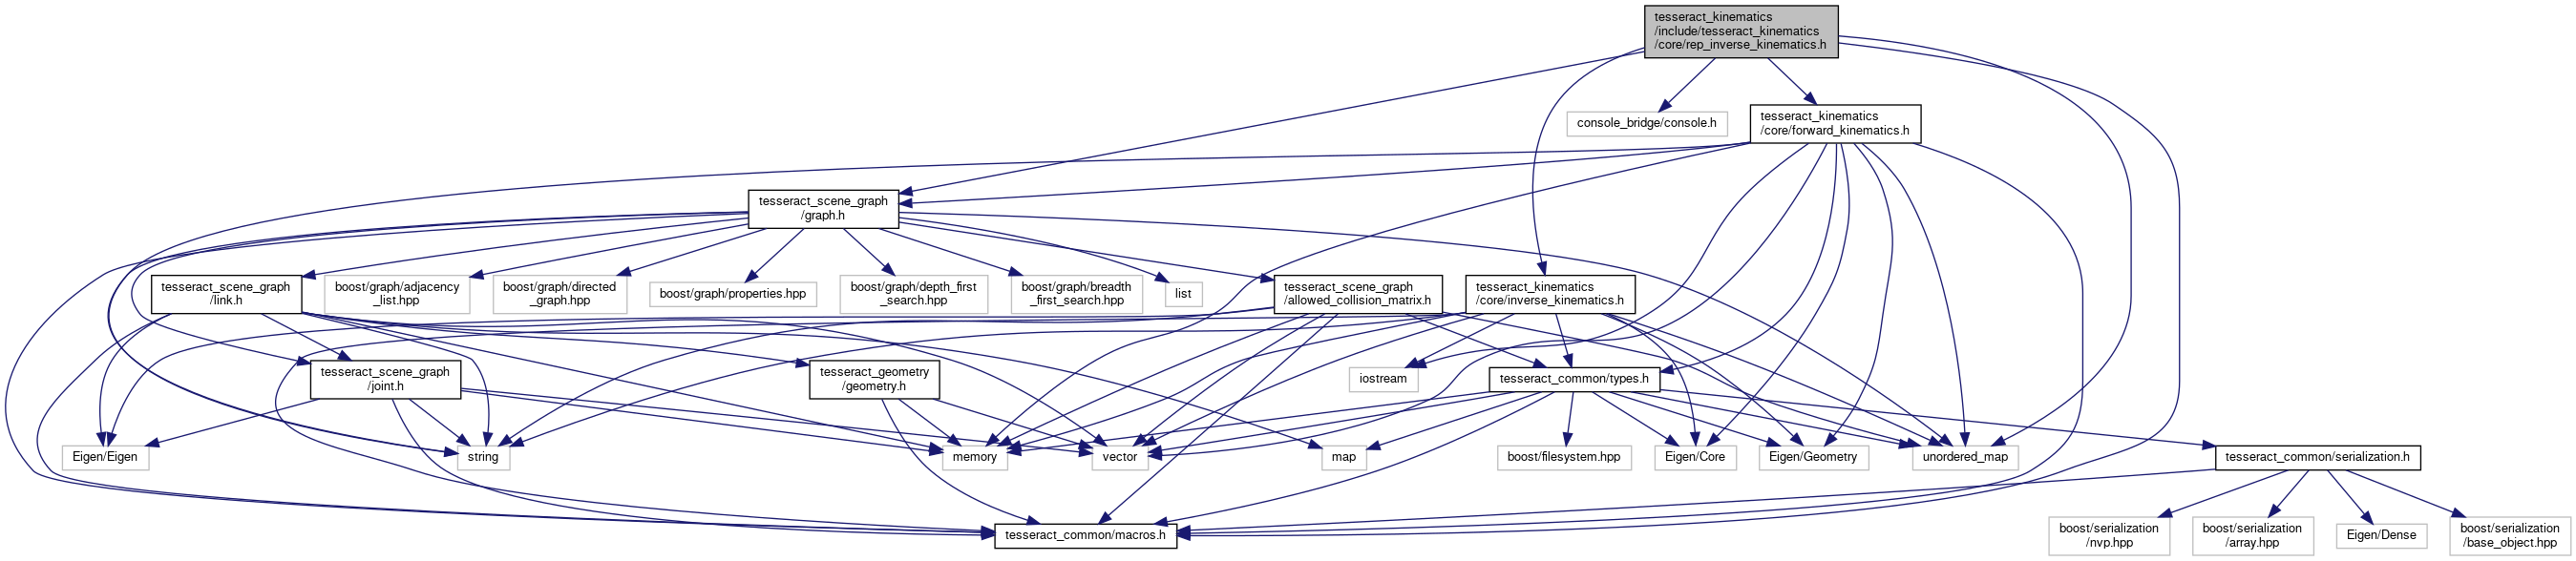 tesseract_kinematics
/include/tesseract_kinematics
/core/rep_inverse_kinematics.h
console_bridge/console.h
tesseract_kinematics
/core/forward_kinematics.h
tesseract_scene_graph
/graph.h
tesseract_scene_graph
/link.h
boost/graph/adjacency
_list.hpp
boost/graph/directed
_graph.hpp
boost/graph/properties.hpp
boost/graph/depth_first
_search.hpp
boost/graph/breadth
_first_search.hpp
list
tesseract_scene_graph
/allowed_collision_matrix.h
tesseract_kinematics
/core/inverse_kinematics.h
tesseract_scene_graph
/joint.h
tesseract_geometry
/geometry.h
iostream
tesseract_common/types.h
Eigen/Eigen
string
memory
vector
map
boost/filesystem.hpp
Eigen/Core
Eigen/Geometry
unordered_map
tesseract_common/serialization.h
tesseract_common/macros.h
boost/serialization
/nvp.hpp
boost/serialization
/array.hpp
Eigen/Dense
boost/serialization
/base_object.hpp